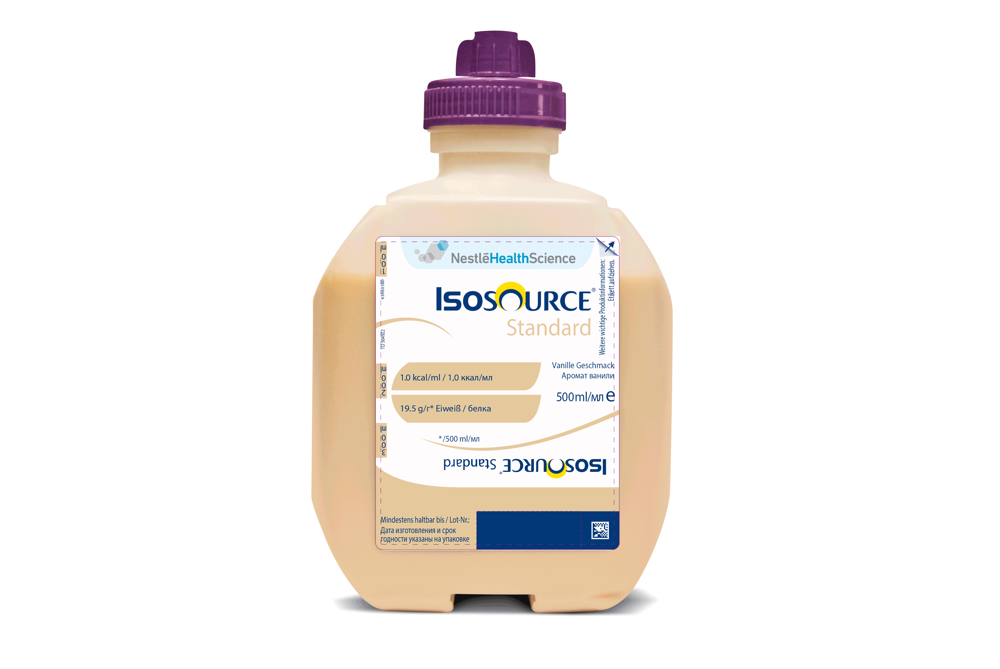 NestléHealthScience
ISOSOURCE®
Standard
Weitere wichtige Produktinformationen:
Etikett aufziehen.
100 ml
43460380
TD 504922
200 ml
300 ml
1.0 kcal/ml / 1,0 ккал/мл
19.5 g/г* Eiweiß / белка
*/500 ml/мл
Vanille Geschmack
Аромат ванили
500ml/мл e
ISOSOURCE® Standard
Mindestens haltbar bis / Lot-Nr.:
Дата изготовления и срок
годности указаны на упаковке